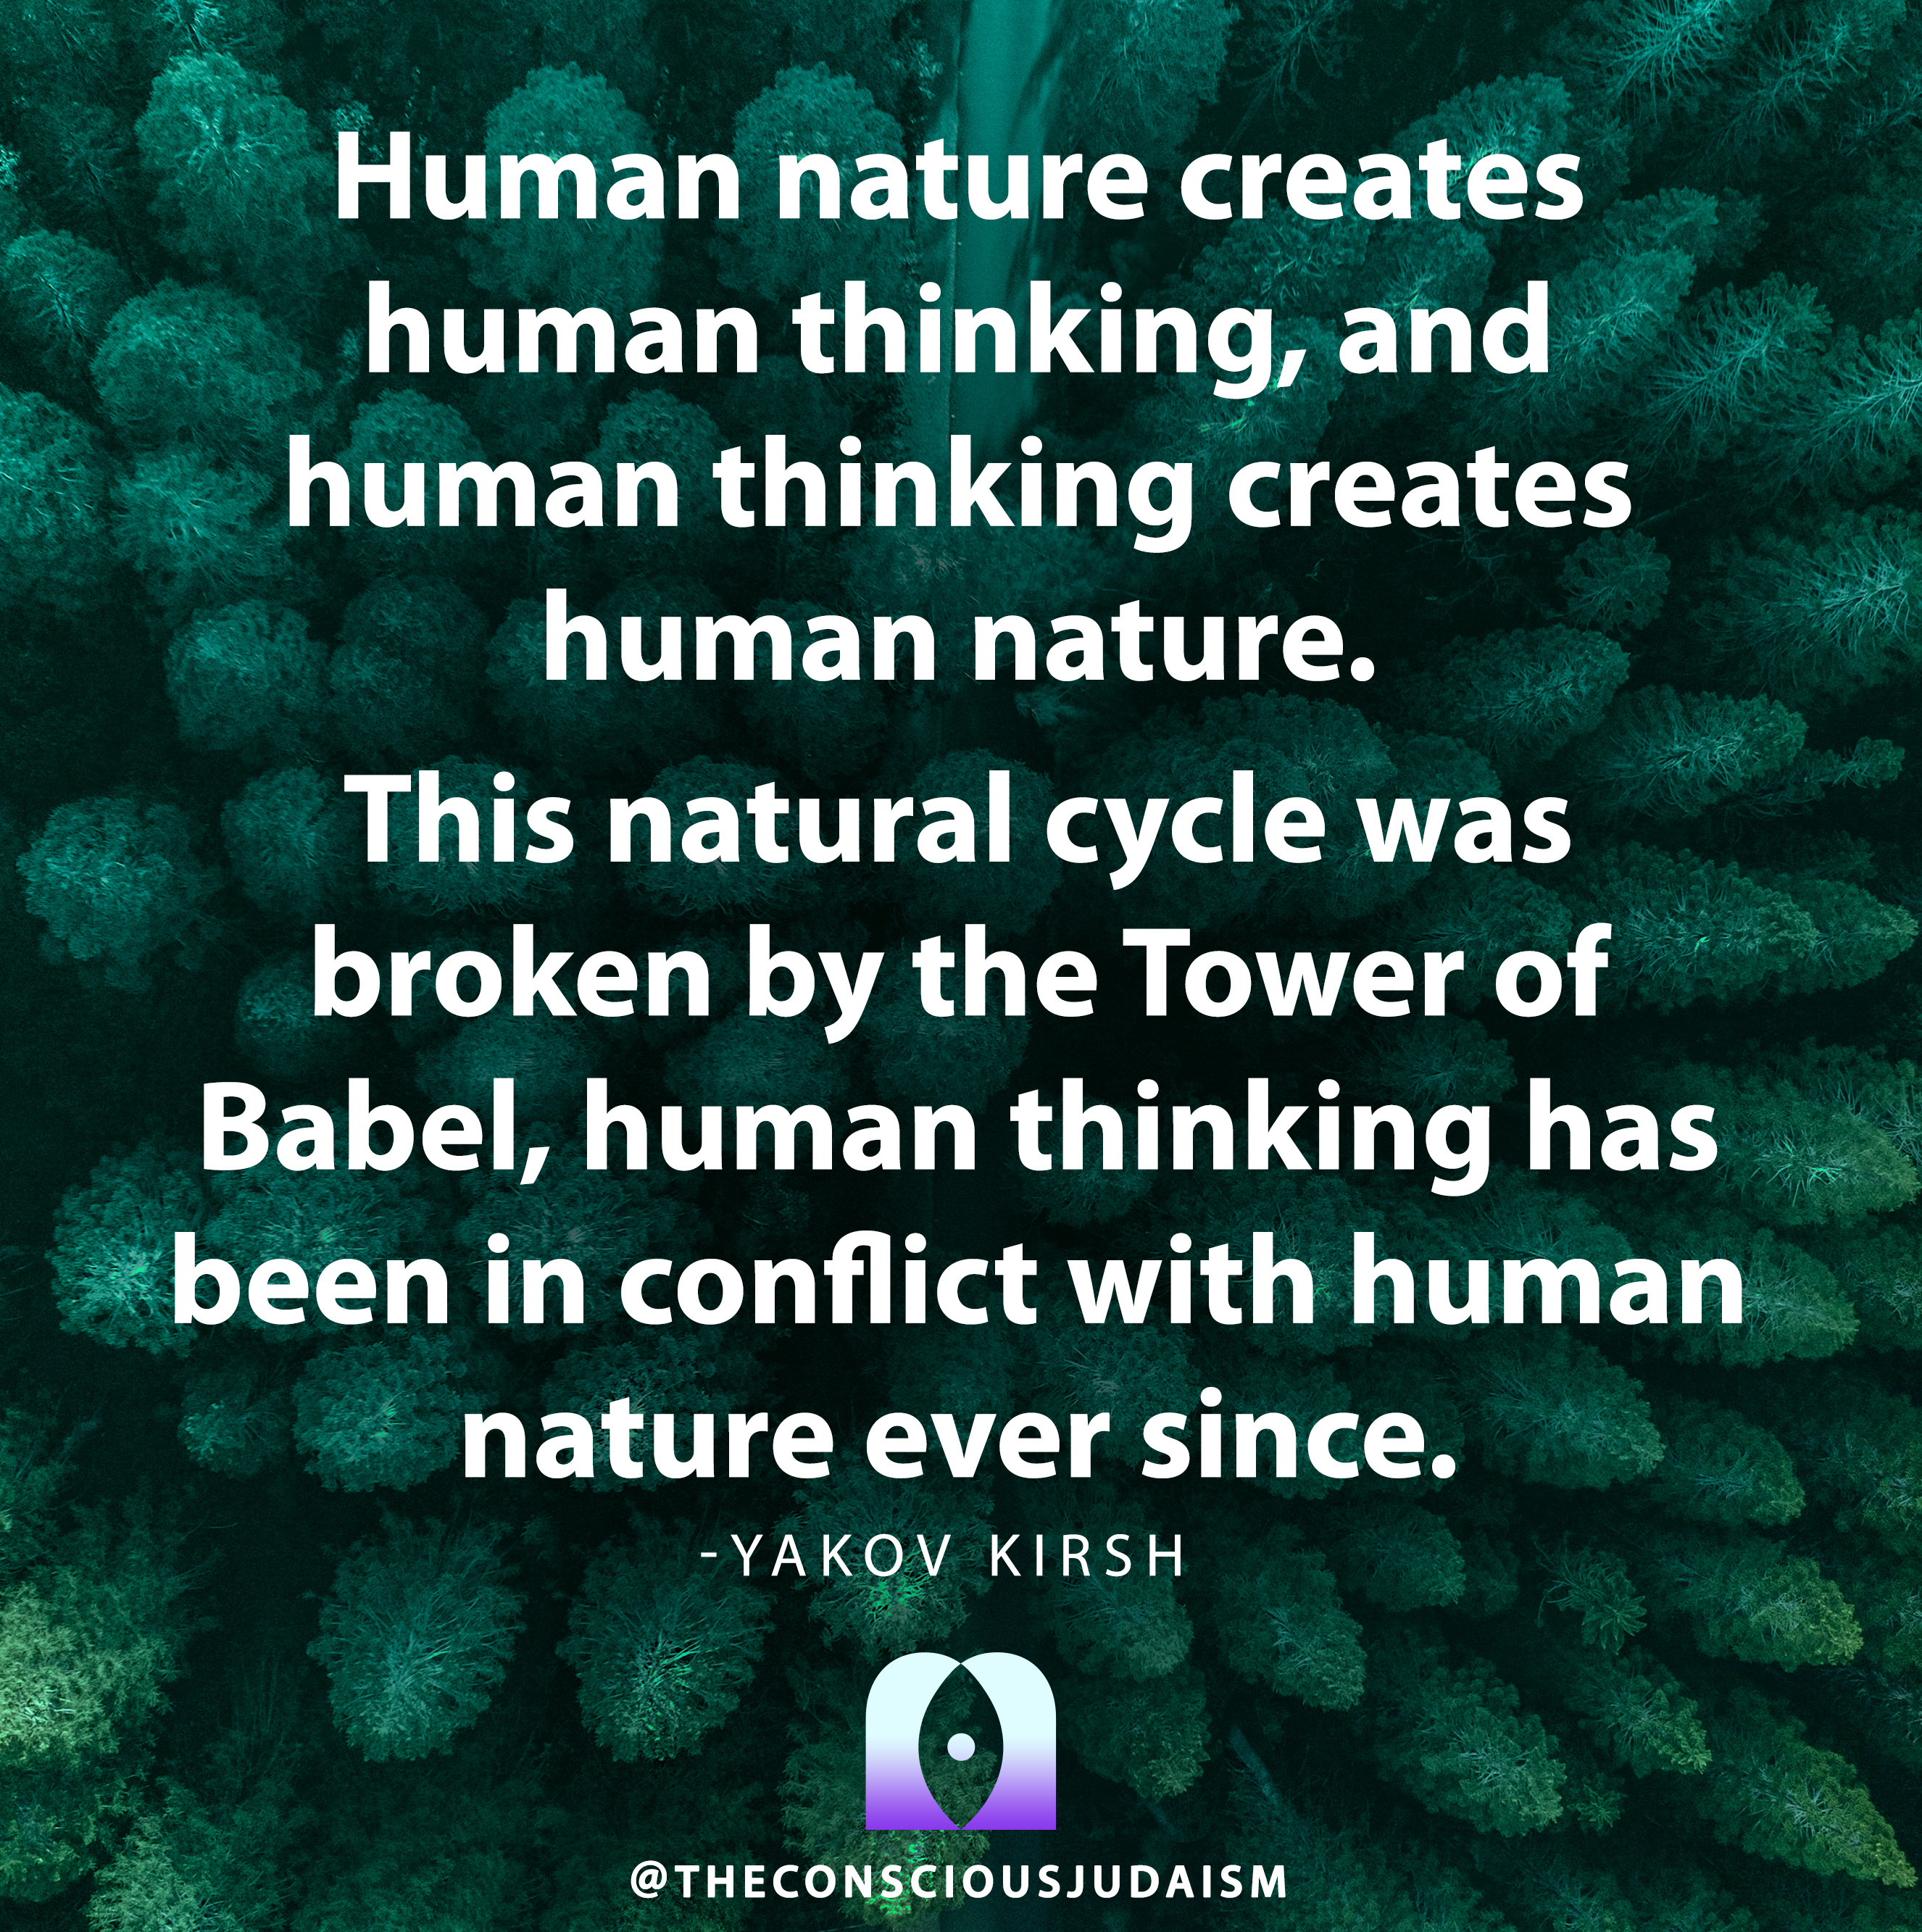 Human nature creates
human thinking, and
human thinking creates
human nature.
This natural cycle was
broken by the Tower of
Babel, human thinking has
been in conflict with human
nature ever since.
-YAKOV KIRSH
@THECONSCIOUSJUDAISM